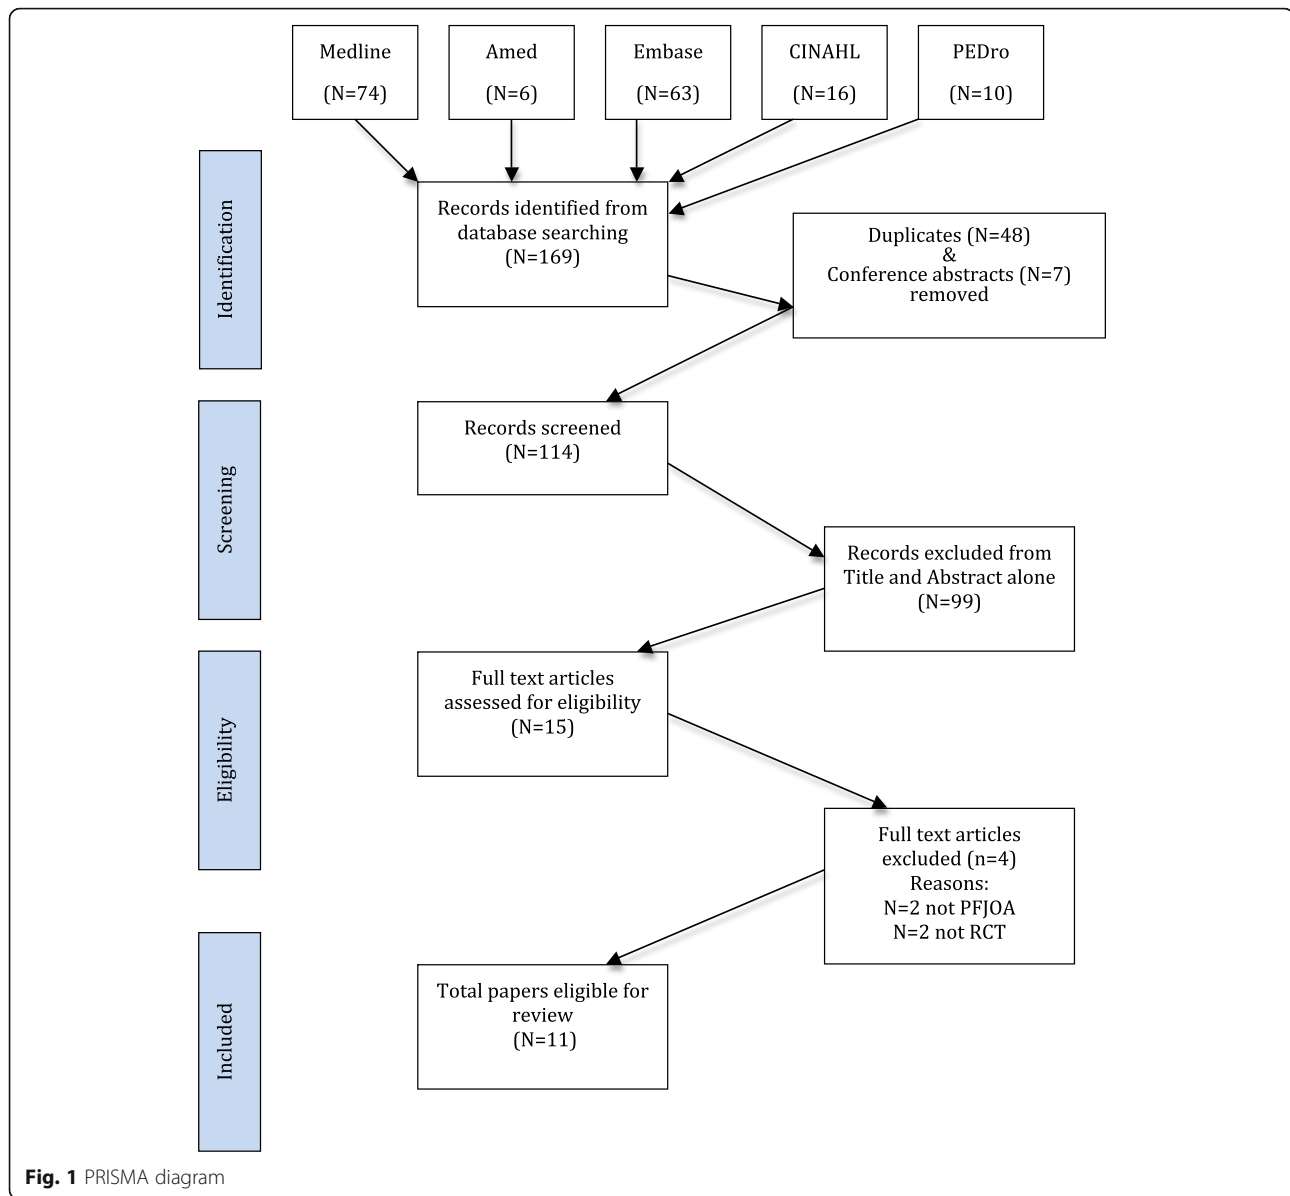 Medline
(N=74)
Amed
(N=6)
Embase
(N=63)
CINAHL
(N=16)
PEDro
(N=10)
Identification
Records identified from
database searching
(N=169)
Duplicates (N=48)
&
Conference abstracts (N=7)
removed
Screening
Records screened
(N=114)
Records excluded from
Title and Abstract alone
(N=99)
Eligibility
Full text articles
assessed for eligibility
(N=15)
Full text articles
excluded (n=4)
Reasons:
N=2 not PFJOA
N=2 not RCT
Included
Total papers eligible for
review
(N=11)
Fig. 1 PRISMA diagram